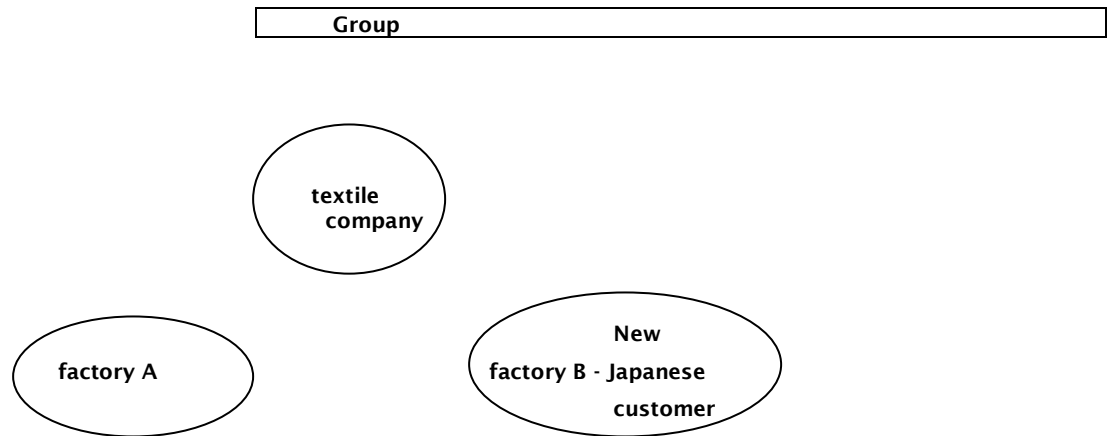 Group
textile
company
factory A
New
factory B - Japanese
customer